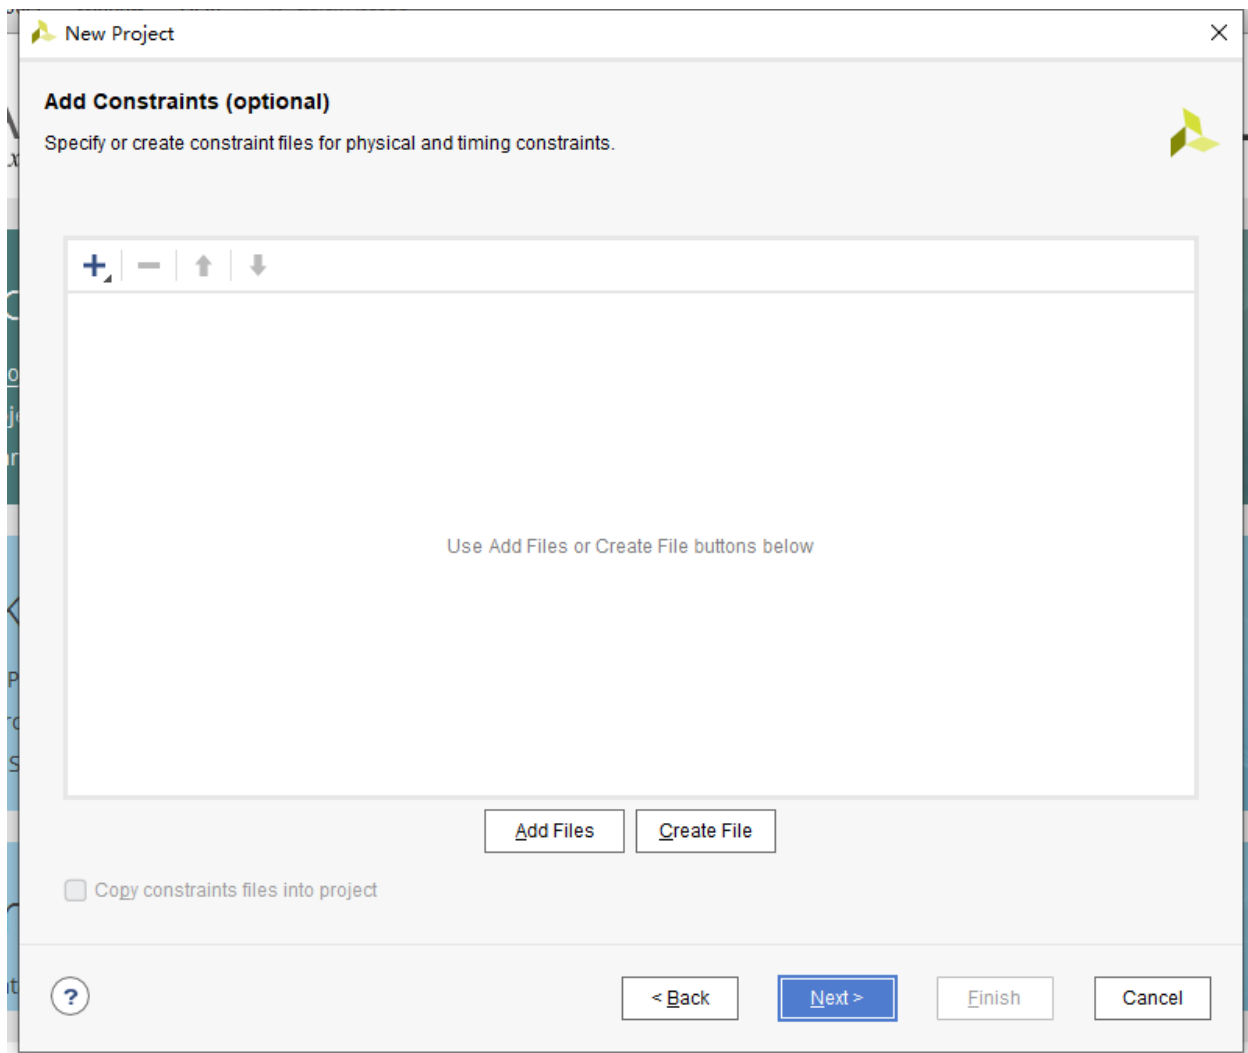 New Project
Add Constraints (optional)
Specify or create constraint files for physical and timing constraints.
Use Add Files or Create File buttons below
Add Files
Create File
Copy constraints files into project
?
< Back
Next >
Finish
Cancel